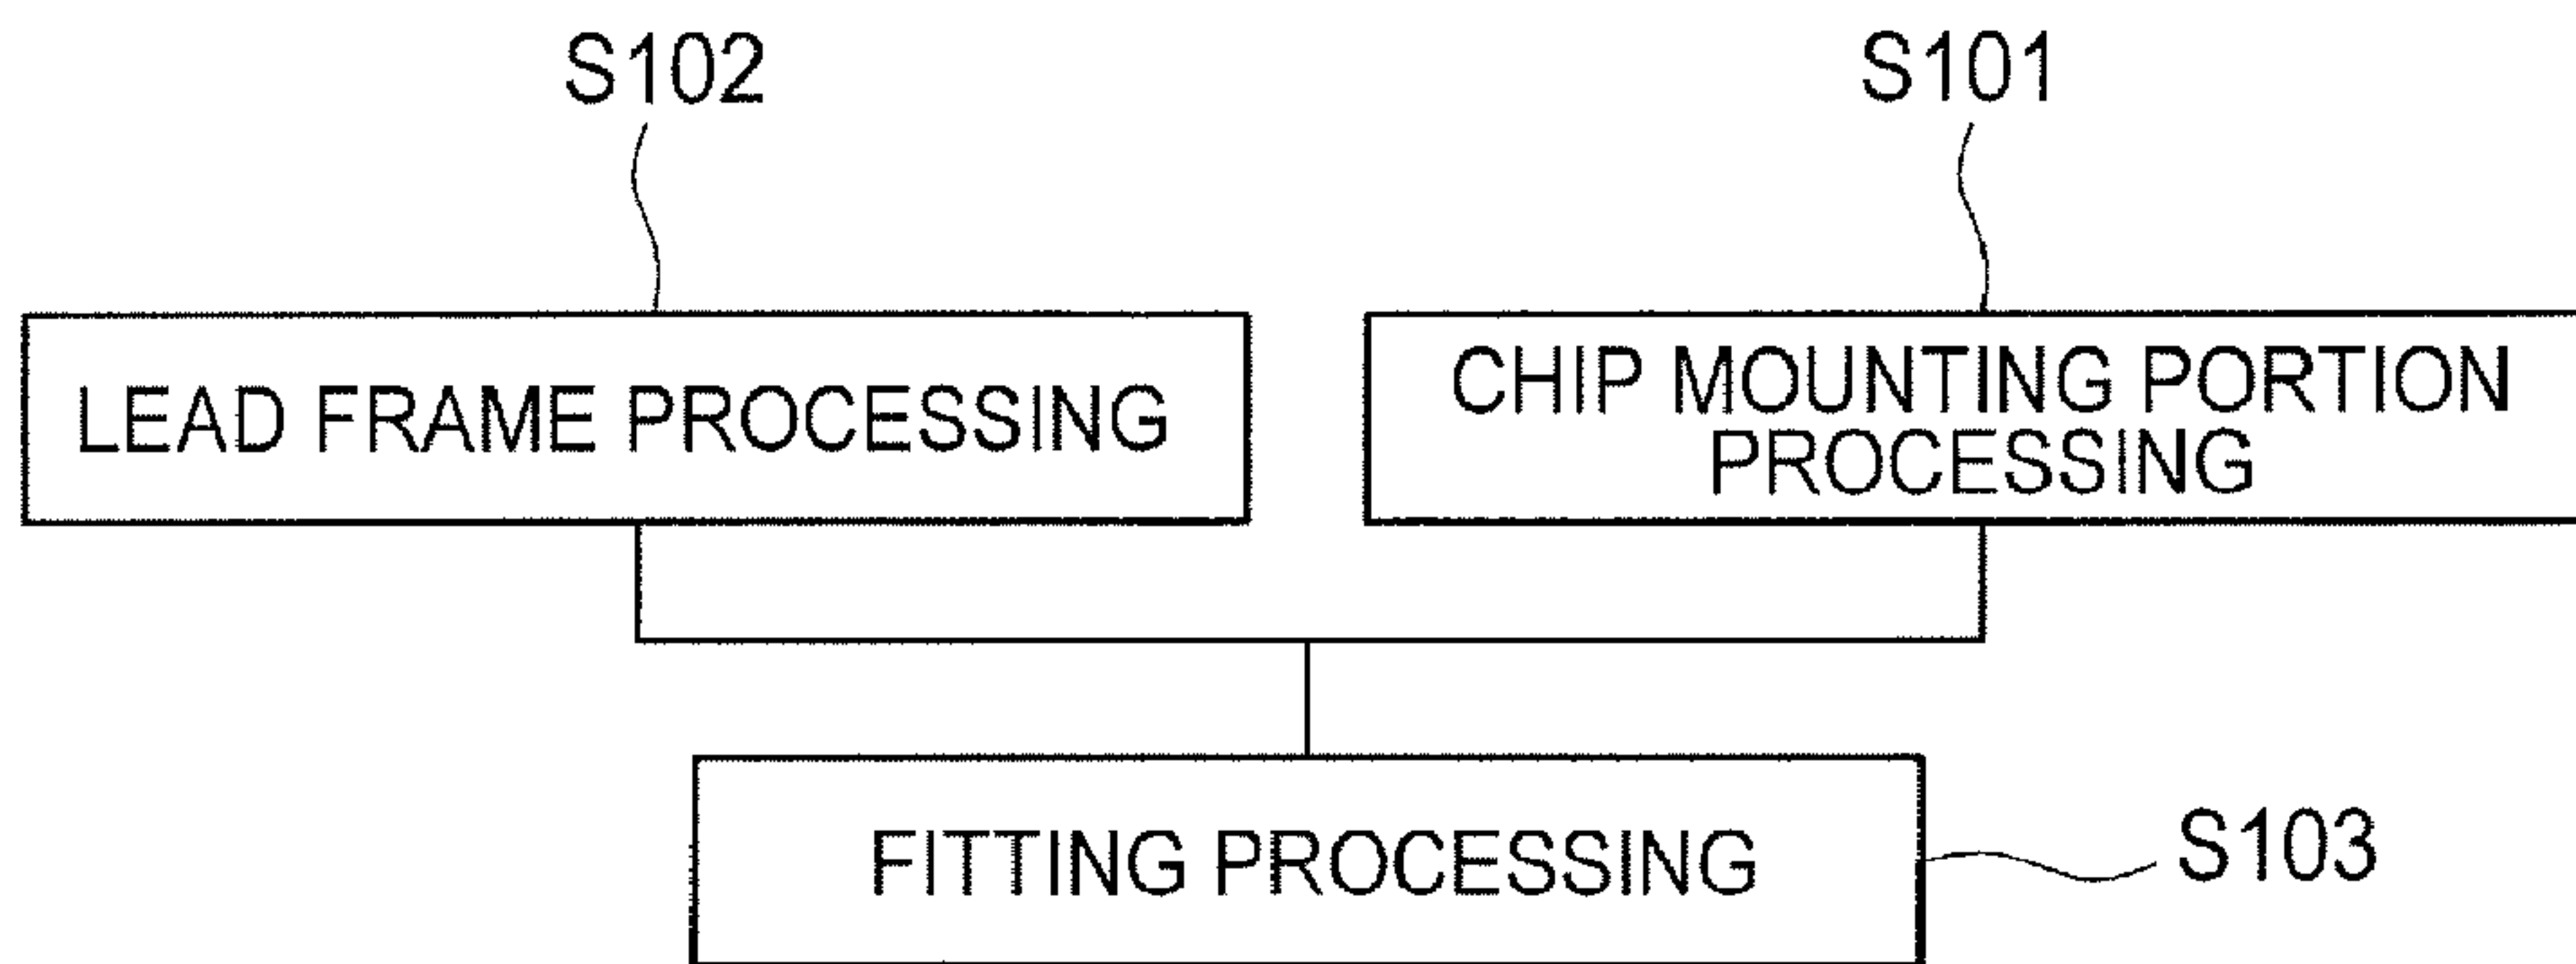 S102
S101
LEAD FRAME PROCESSING
CHIP MOUNTING PORTION
PROCESSING
FITTING PROCESSING
S103